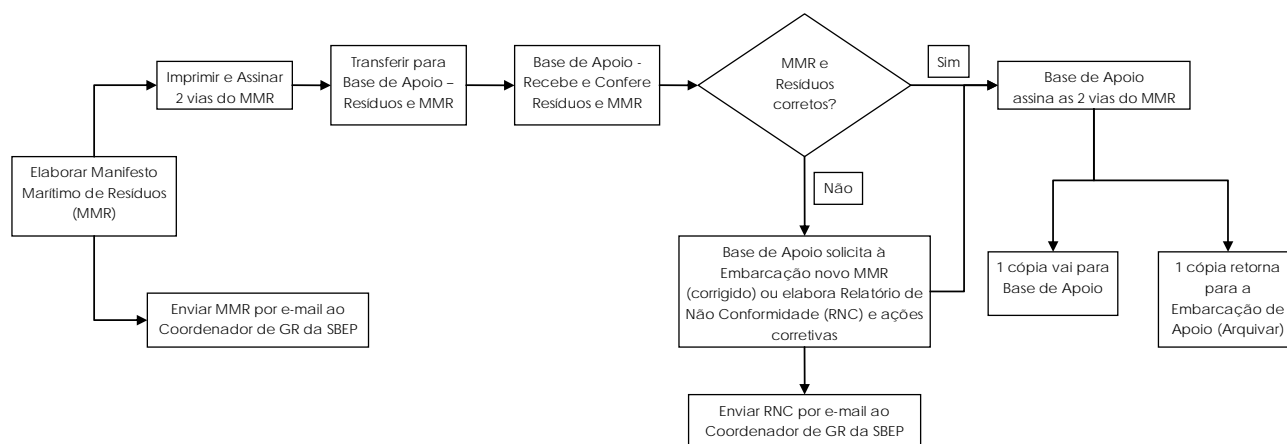 Elaborar Manifesto
Marítimo de Resíduos
(MMR)
Imprimir e Assinar
2 vias do MMR
Transferir para
Base de Apoio –
Resíduos e MMR
Base de Apoio -
Recebe e Confere
Resíduos e MMR
MMR e
Resíduos
corretos?
Sim
Base de Apoio
assina as 2 vias do MMR
Não
Base de Apoio solicita à
Embarcação novo MMR
(corrigido) ou elabora Relatório de
Não Conformidade (RNC) e ações
corretivas
1 cópia vai para
Base de Apoio
1 cópia retorna
para a
Embarcação de
Apoio (Arquivar)
Enviar MMR por e-mail ao
Coordenador de GR da SBEP
Enviar RNC por e-mail ao
Coordenador de GR da SBEP